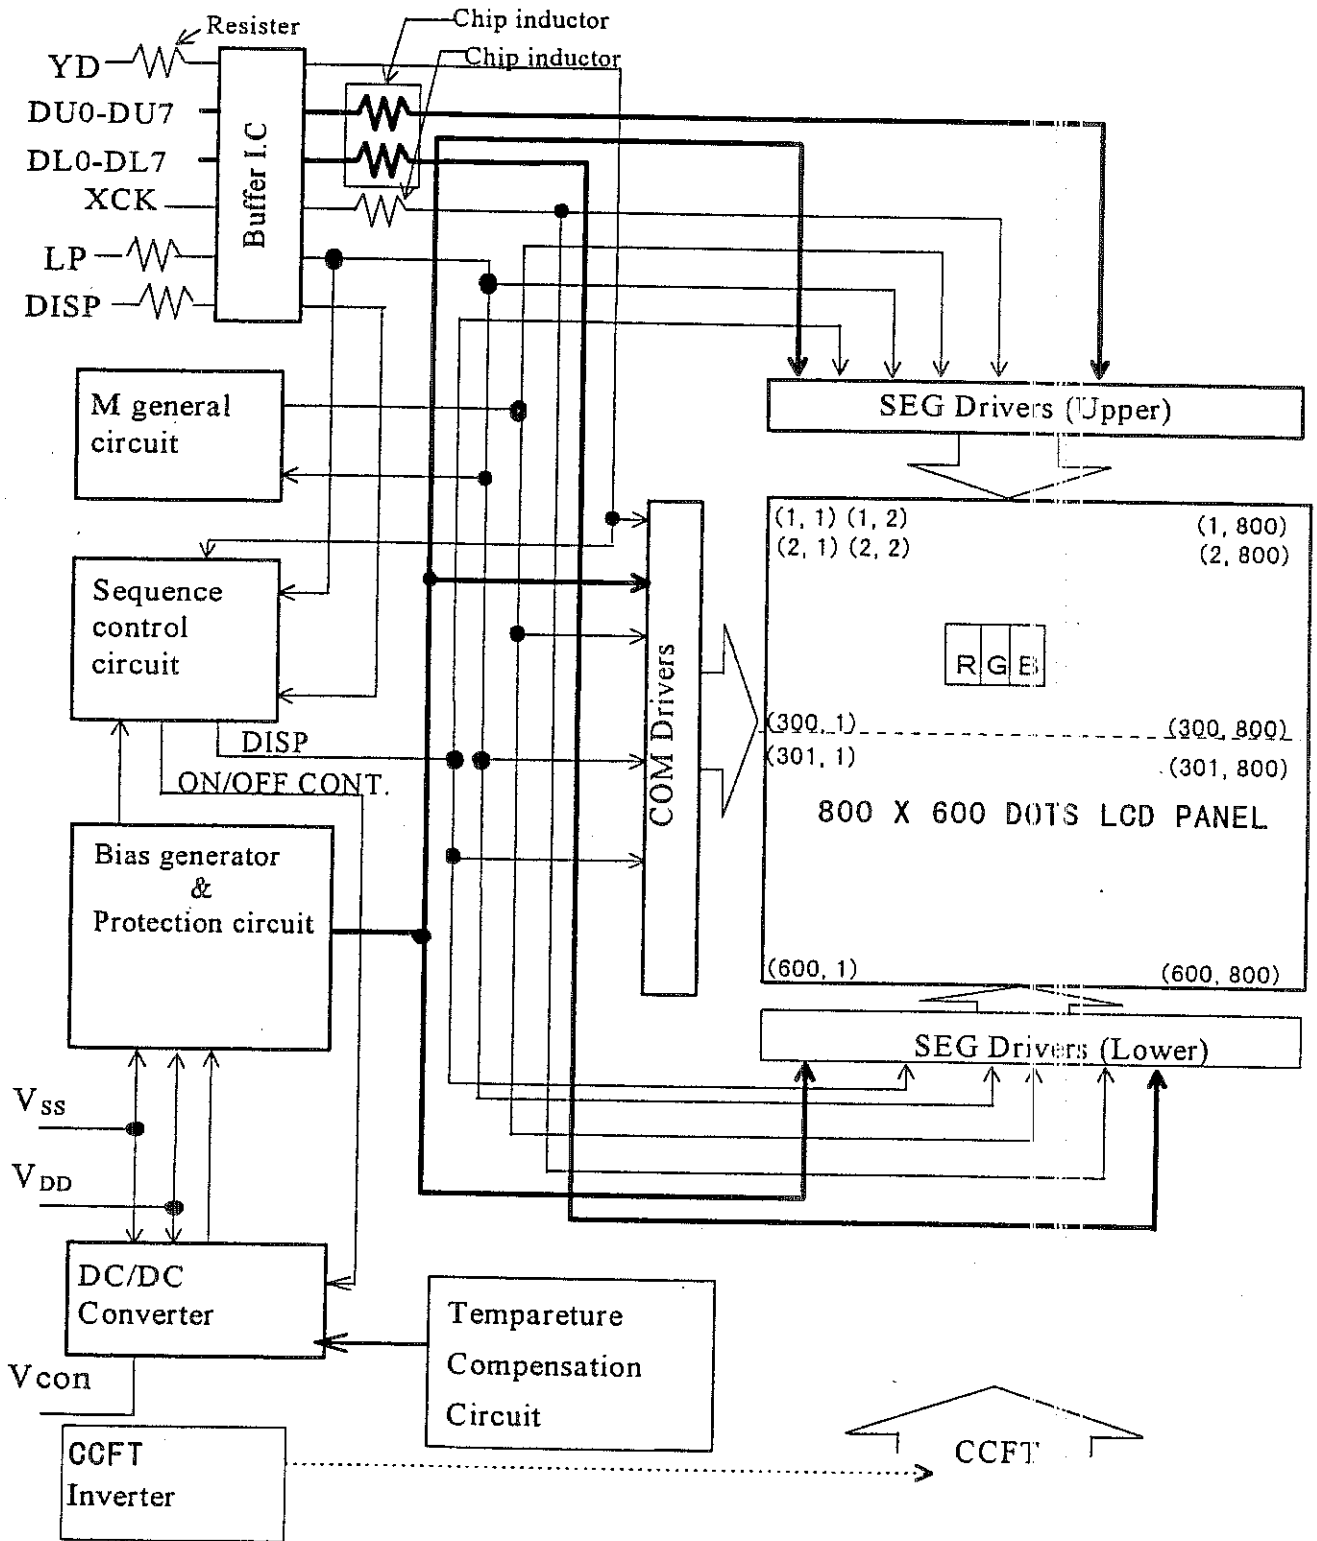 Resister
Chip inductor
Chip inductor
YD
DU0-DU7
DL0-DL7
XCK
LP
DISP
Buffer I.C
M general
circuit
SEG Drivers (Upper)
(1, 1) (1, 2)
(1, 800)
(2, 1) (2, 2)
(2, 800)
Sequence
control
circuit
R G B
COM Drivers
(300, 1)
(300, 800)
(301, 1)
(301, 800)
DISP
ON/OFF CONT.
800 X 600 DOTS LCD PANEL
Bias generator
&
Protection circuit
(600, 1)
(600, 800)
SEG Drivers (Lower)
VSS
VDD
DC/DC
Converter
Tempareture
Compensation
Circuit
Vcon
CCFT
Inverter
CCFT